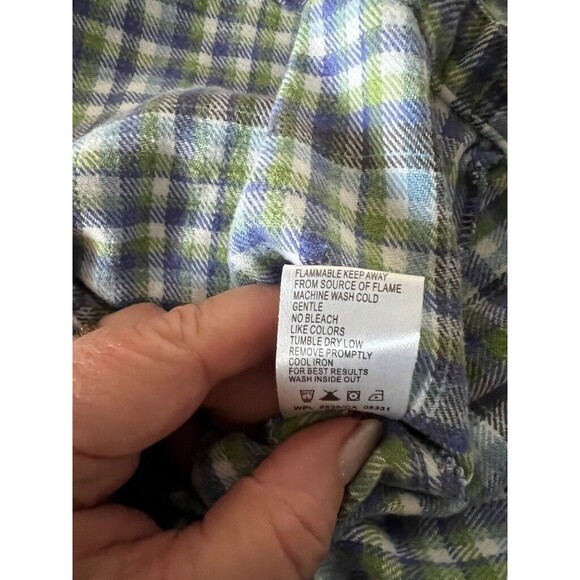 FLAMMABLE KEEP AWAY
FROM SOURCE OF FLAME
MACHINE WASH COLD
GENTLE
NO BLEACH
LIKE COLORS
TUMBLE DRY LOW
REMOVE PROMPTLY
COOL IRON
FOR BEST RESULTS
WASH INSIDE OUT
WPL